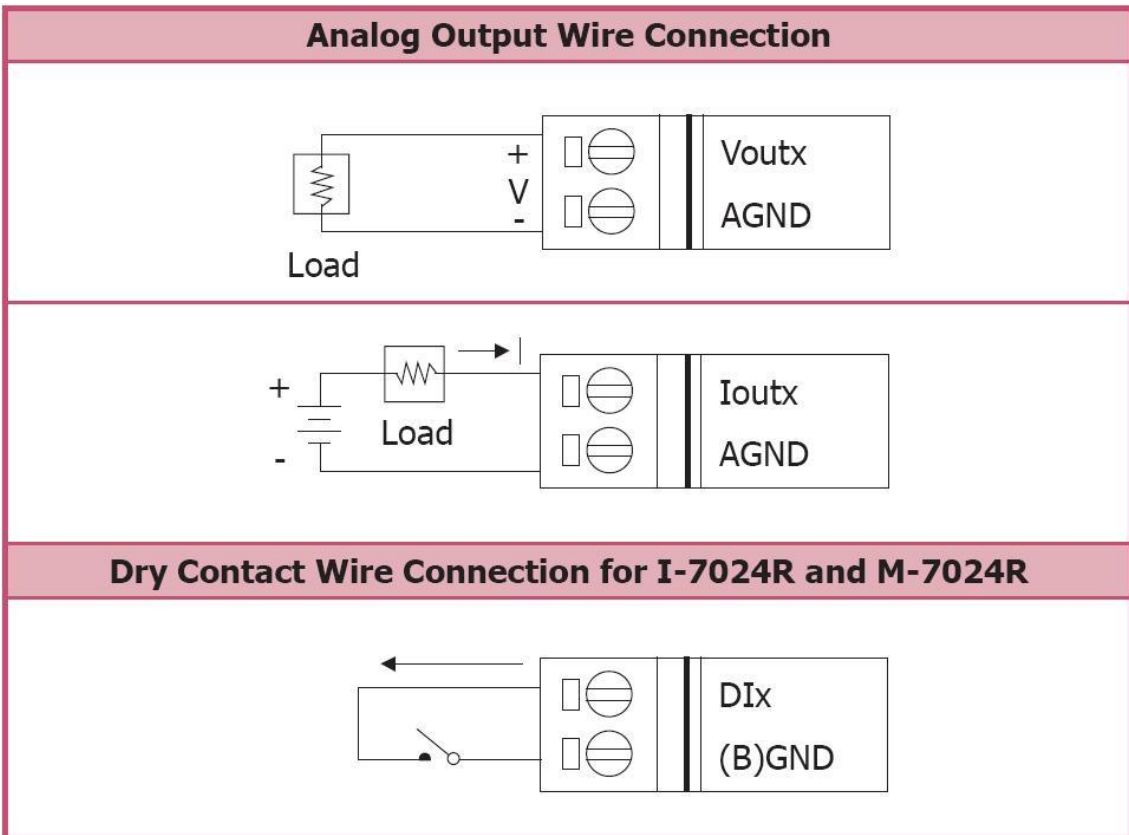 Analog Output Wire Connection
+
V
-
Voutx
AGND
Load
+
-
Load
I
Ioutx
AGND
Dry Contact Wire Connection for I-7024R and M-7024R
DIx
(B)GND